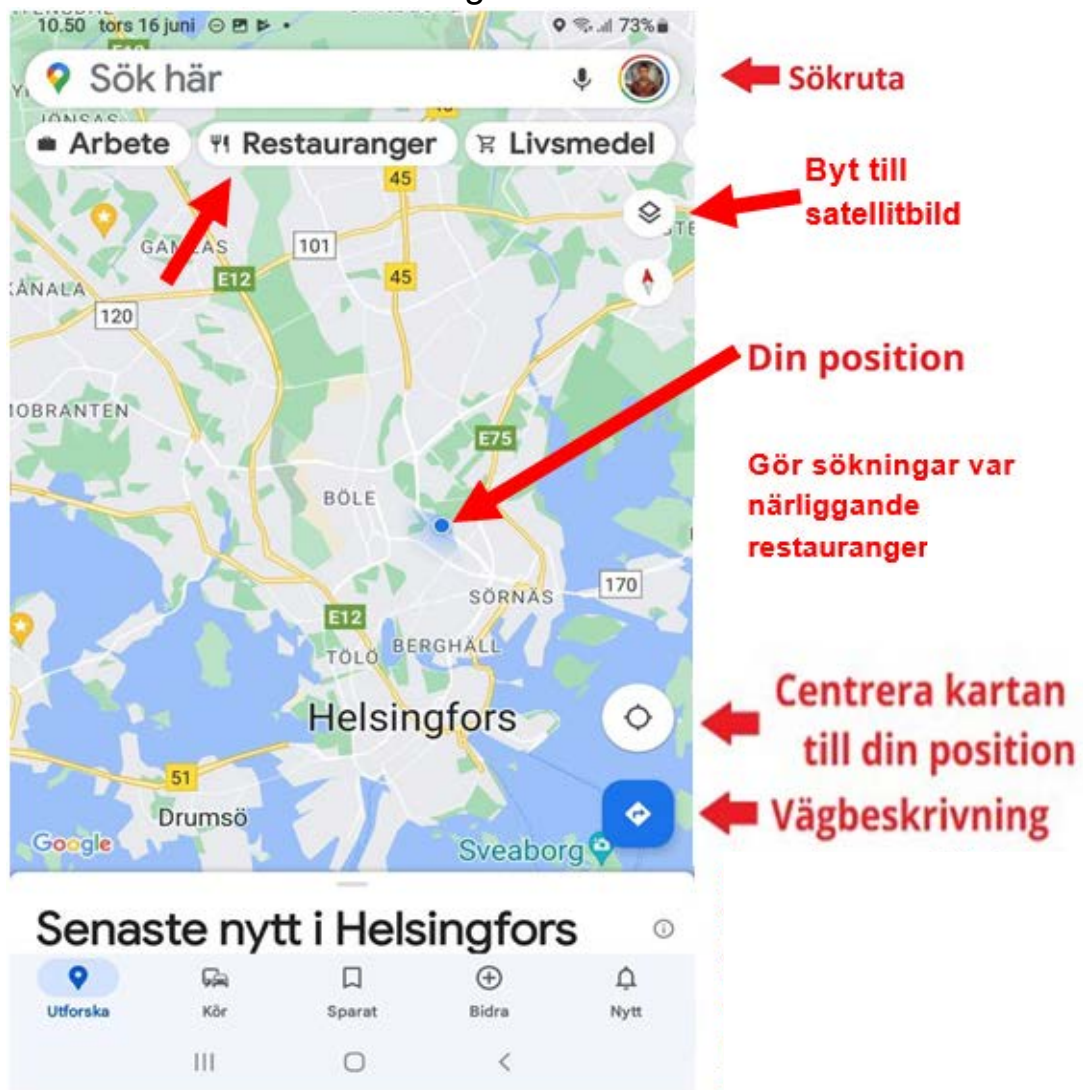 10.50 tors 16 juni
73%
Sök här
Sökruta
Arbete
Restauranger
Livsmedel
Byt till
satellitbild
45
GAMLAS
101
E12
45
120
Din position
E75
Gör sökningar var
närliggande
restauranger
BÖLE
SÖRNÄS
170
E12
TÖLÖ
BERGHÄLL
Helsingfors
Centrera kartan
till din position
51
Drumsö
Vägbeskrivning
Google
Sveaborg
Senaste nytt i Helsingfors
Utforska
Kör
Sparat
Bidra
Nytt